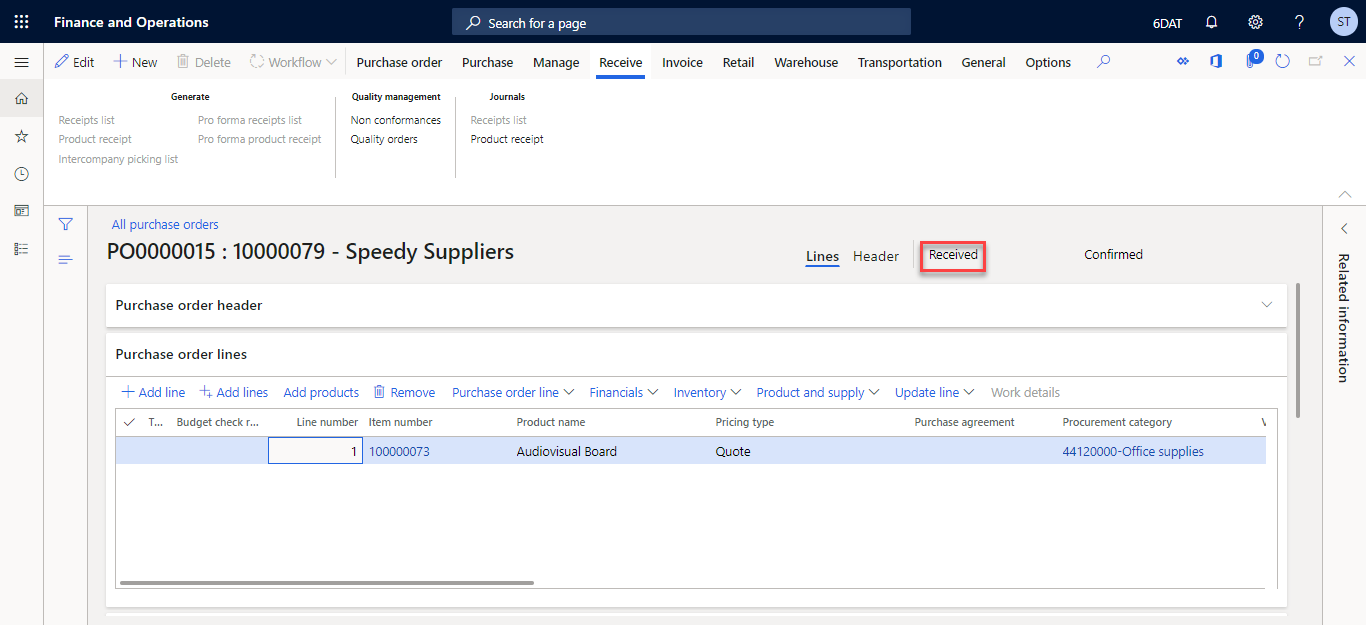 Finance and Operations
Search for a page
6DAT
ST
Edit
New
Delete
Workflow
Purchase order
Purchase
Manage
Receive
Invoice
Retail
Warehouse
Transportation
General
Options
0
Generate
Quality management
Journals
Receipts list
Pro forma receipts list
Non conformances
Receipts list
Product receipt
Pro forma product receipt
Quality orders
Product receipt
Intercompany picking list
All purchase orders
PO0000015 : 10000079 - Speedy Suppliers
Lines
Header
Received
Confirmed
Related information
Purchase order header
Purchase order lines
Add line
Add lines
Add products
Remove
Purchase order line
Financials
Inventory
Product and supply
Update line
Work details
T...
Budget check r...
Line number
Item number
Product name
Pricing type
Purchase agreement
Procurement category
1
100000073
Audiovisual Board
Quote
44120000-Office supplies